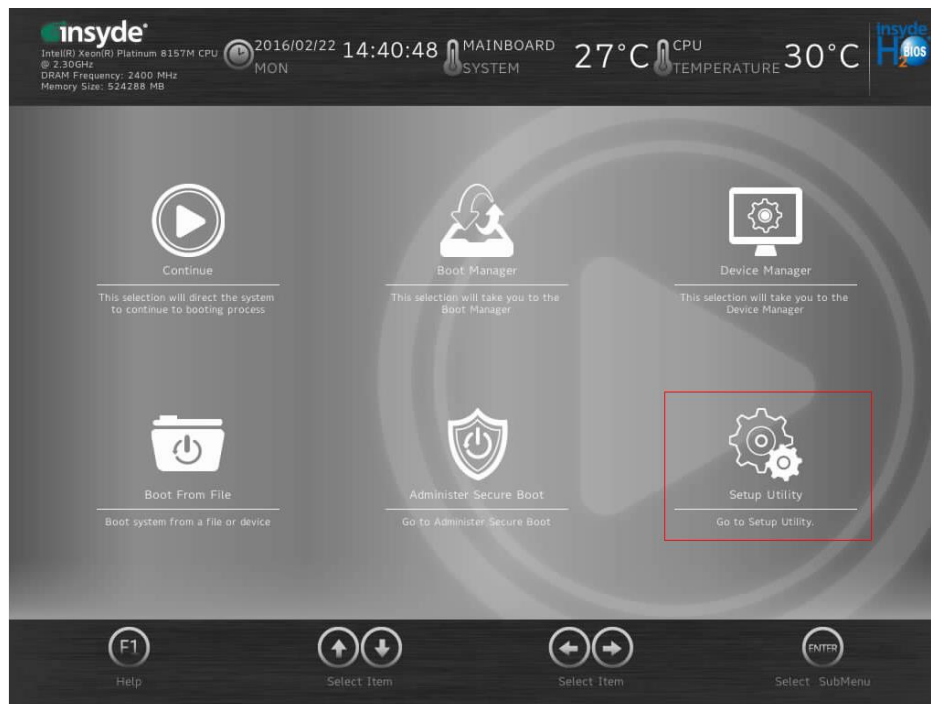 insyde
Intel(R) Xeon(R) Platinum 8157M CPU
@ 2.30GHz
DRAM Frequency: 2400 MHz
Memory Size: 524288 MB
2016/02/22
MON
14:40:48
MAINBOARD
SYSTEM
27°C
CPU
TEMPERATURE
30°C
insyde
H2O
BIOS
Continue
This selection will direct the system
to continue to booting process
Boot Manager
This selection will take you to the
Boot Manager
Device Manager
This selection will take you to the
Device Manager
Boot From File
Boot system from a file or device
Administer Secure Boot
Go to Administer Secure Boot
Setup Utility
Go to Setup Utility.
F1
Help
Select Item
Select Item
ENTER
Select SubMenu